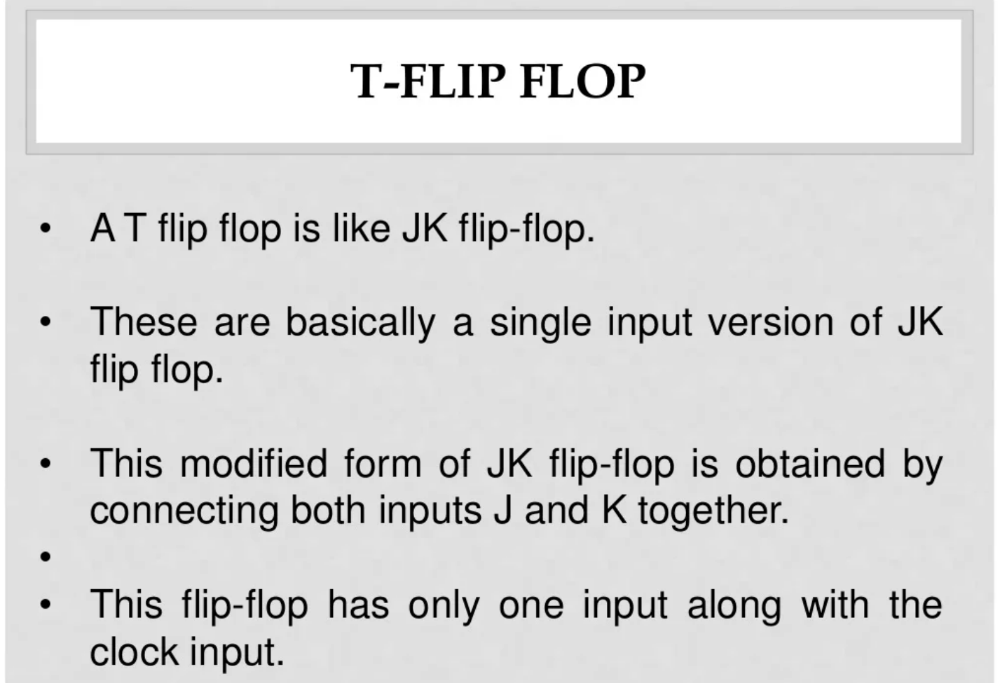 T-FLIP FLOP
• A T flip flop is like JK flip-flop.
• These are basically a single input version of JK
flip flop.
• This modified form of JK flip-flop is obtained by
connecting both inputs J and K together.
•
• This flip-flop has only one input along with the
clock input.